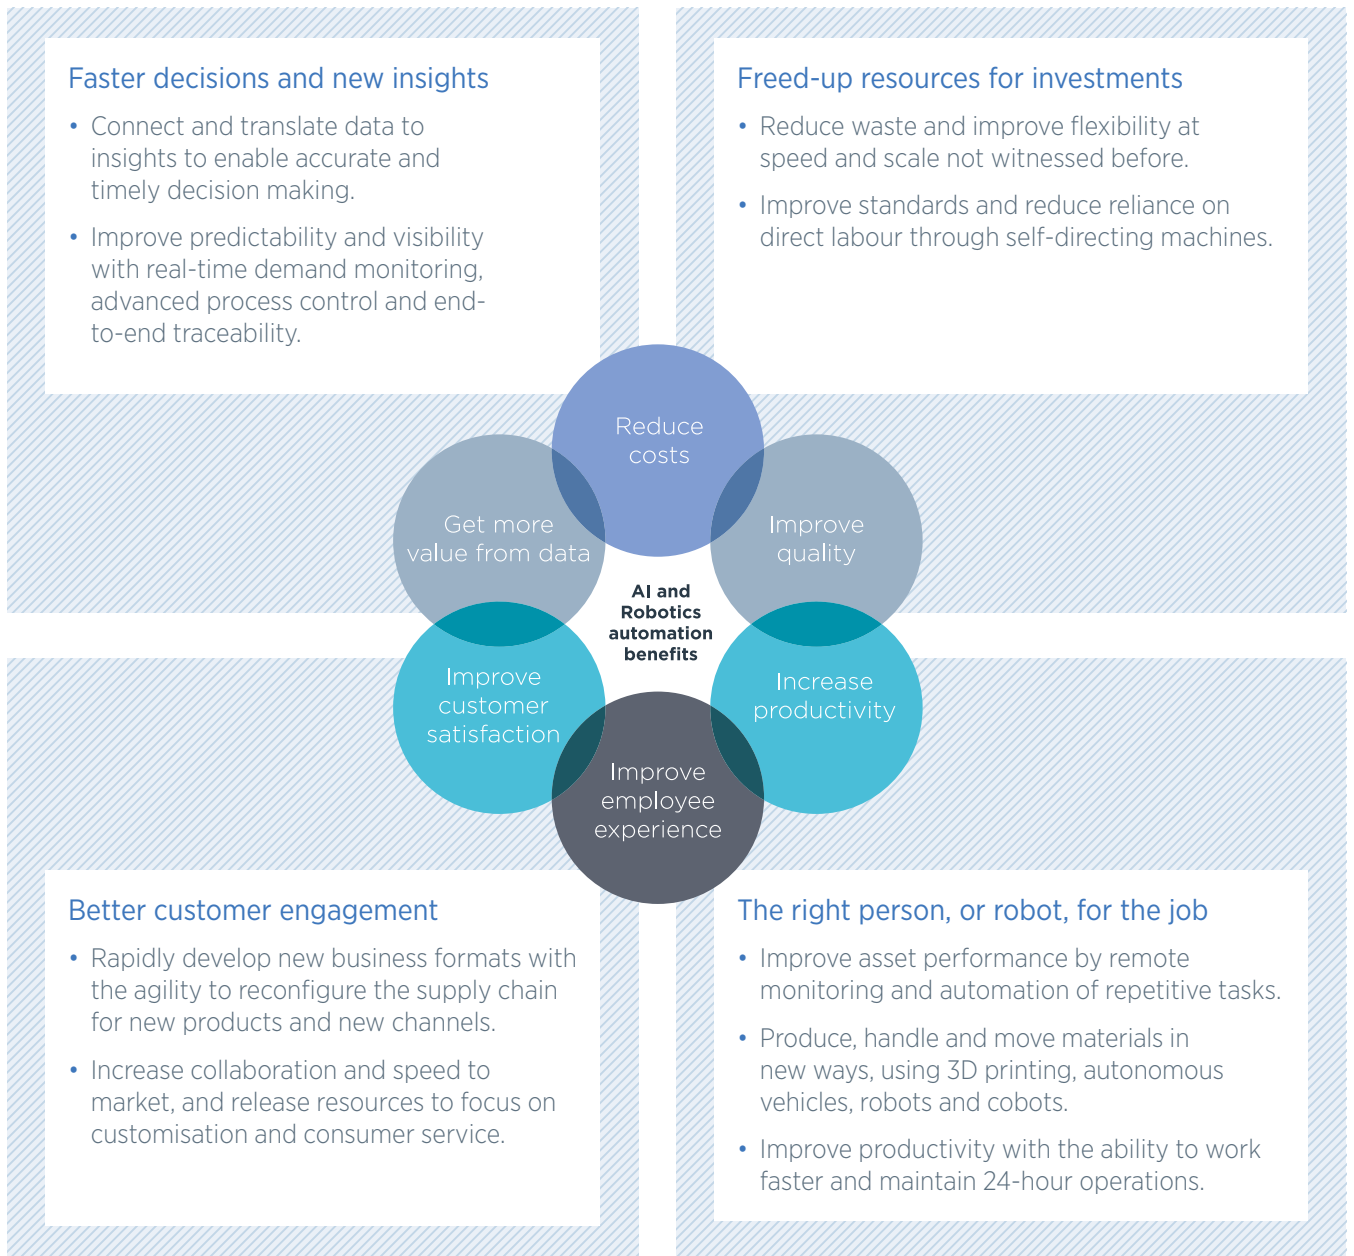 Faster decisions and new insights
• Connect and translate data to
insights to enable accurate and
timely decision making.
• Improve predictability and visibility
with real-time demand monitoring,
advanced process control and end-
to-end traceability.
Freed-up resources for investments
• Reduce waste and improve flexibility at
speed and scale not witnessed before.
• Improve standards and reduce reliance on
direct labour through self-directing machines.
Reduce
costs
Get more
value from data
Improve
quality
AI and
Robotics
automation
benefits
Improve
customer
satisfaction
Increase
productivity
Improve
employee
experience
Better customer engagement
• Rapidly develop new business formats with
the agility to reconfigure the supply chain
for new products and new channels.
• Increase collaboration and speed to
market, and release resources to focus on
customisation and consumer service.
The right person, or robot, for the job
• Improve asset performance by remote
monitoring and automation of repetitive tasks.
• Produce, handle and move materials in
new ways, using 3D printing, autonomous
vehicles, robots and cobots.
• Improve productivity with the ability to work
faster and maintain 24-hour operations.